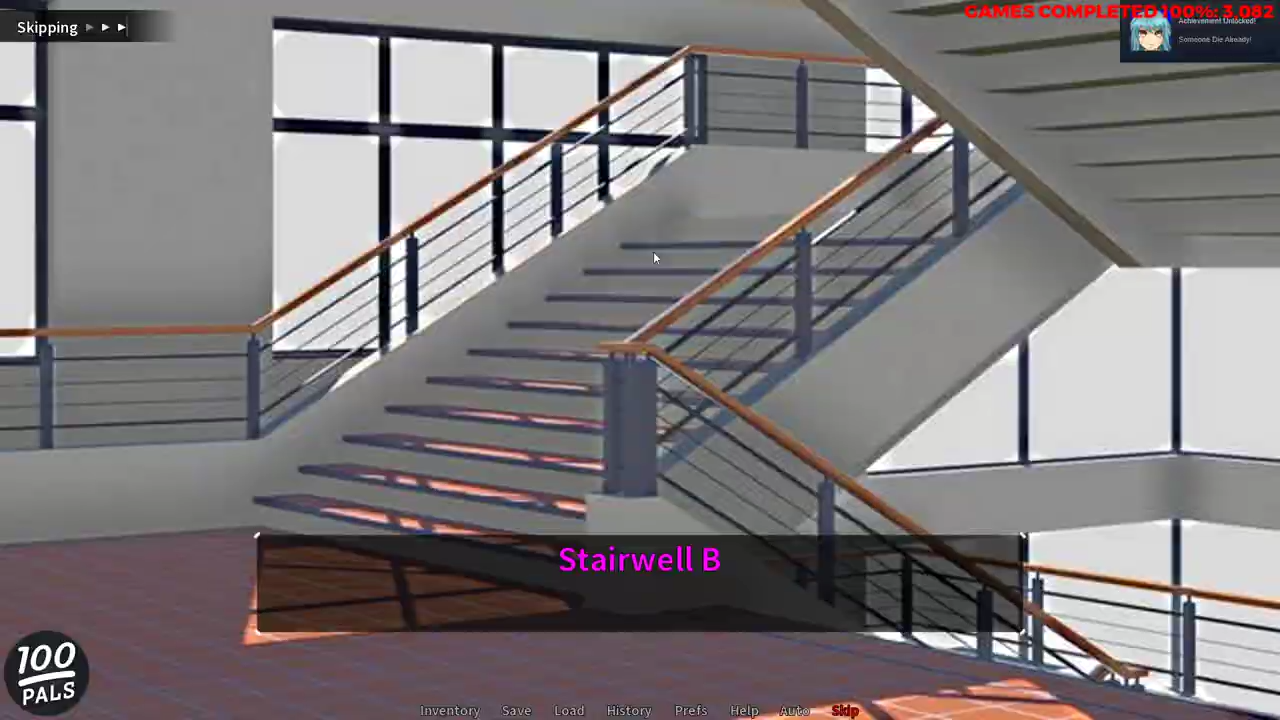 Skipping
CAMES COMPLETED 100%: 3,082
Achievement Unlocked!
Someone Die Already!
Stairwell B
100
PALS
Inventory Save Load History Prefs Help Auto Skip